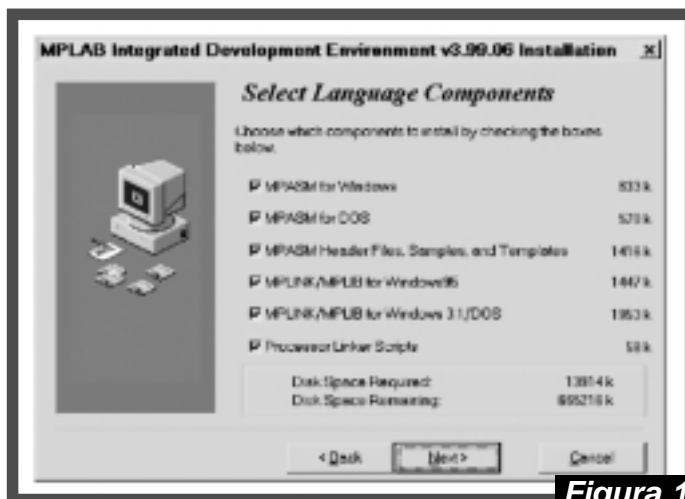 MPLAB Integrated Development Environment v3.99.06 Installation
Select Language Components
Choose which components to install by checking the boxes
below.
MPASM for Windows 833 k
MPASM for DOS 570 k
MPASM Header Files, Samples, and Templates 1416 k
MPLINK/MPLIB for Windows95 1447 k
MPLINK/MPLIB for Windows 3.1/DOS 1953 k
Processor Linker Scripts 58 k
Disk Space Required: 13814 k
Disk Space Remaining: k
< Back Next > Cancel
Figura 1